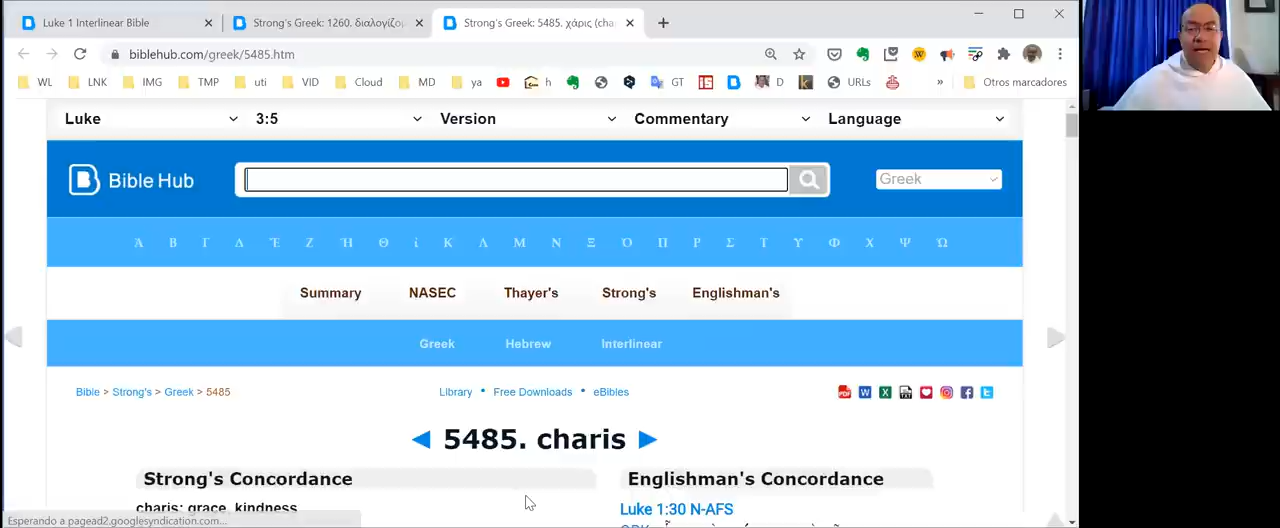 Luke 1 Interlinear Bible
Strong's Greek: 1260. διαλογίζομ
Strong's Greek: 5485. χάρις (char
biblehub.com/greek/5485.htm
WL LNK IMG TMP uti VID Cloud MD ya h GT D URLs » Otros marcadores
Luke 3:5 Version Commentary Language
Bible Hub
Greek
Ἀ Β Γ Δ Ἐ Ζ Ἡ Θ ἰ Κ Λ Μ Ν Ξ Ὀ Π Ρ Σ Τ Υ Φ Χ Ψ Ὠ
Summary NASEC Thayer's Strong's Englishman's
Greek Hebrew Interlinear
Bible > Strong's > Greek > 5485
Library • Free Downloads • eBibles
◄ 5485. charis ►
Strong's Concordance
charis: grace, kindness
Englishman's Concordance
Luke 1:30 N-AFS
Esperando a pagead2.googlesyndication.com...